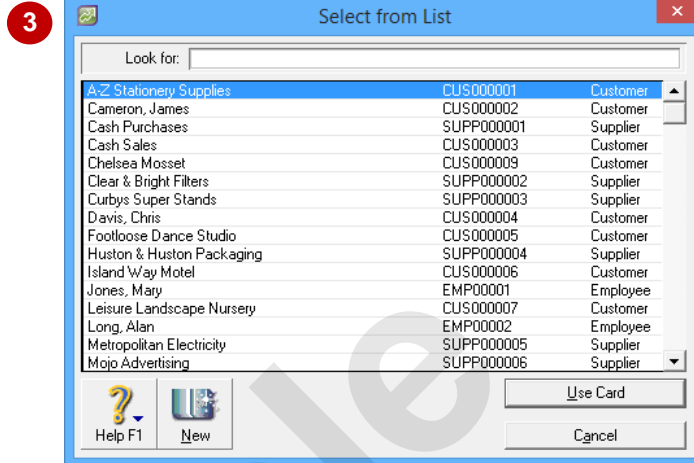 3
Select from List
Look for:
A-Z Stationery Supplies CUS000001 Customer
Cameron, James CUS000002 Customer
Cash Purchases SUPP000001 Supplier
Cash Sales CUS000003 Customer
Chelsea Mosset CUS000009 Customer
Clear & Bright Filters SUPP000002 Supplier
Curbys Super Stands SUPP000003 Supplier
Davis, Chris CUS000004 Customer
Footloose Dance Studio CUS000005 Customer
Huston & Huston Packaging SUPP000004 Supplier
Island Way Motel CUS000006 Customer
Jones, Mary EMP00001 Employee
Leisure Landscape Nursery CUS000007 Customer
Long, Alan EMP00002 Employee
Metropolitan Electricity SUPP000005 Supplier
Mojo Advertising SUPP000006 Supplier
Use Card
Help F1 New
Cancel